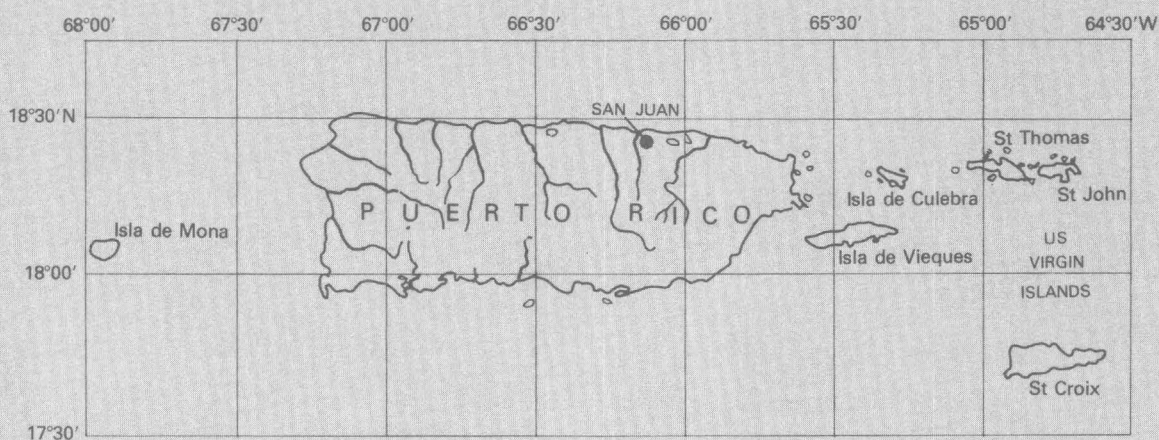 68°00′ 67°30′ 67°00′ 66°30′ 66°00′ 65°30′ 65°00′ 64°30′W
18°30′N
SAN JUAN
St Thomas
Isla de Culebra
St John
PUERTO RICO
Isla de Mona
Isla de Vieques
US
VIRGIN
18°00′
ISLANDS
St Croix
17°30′